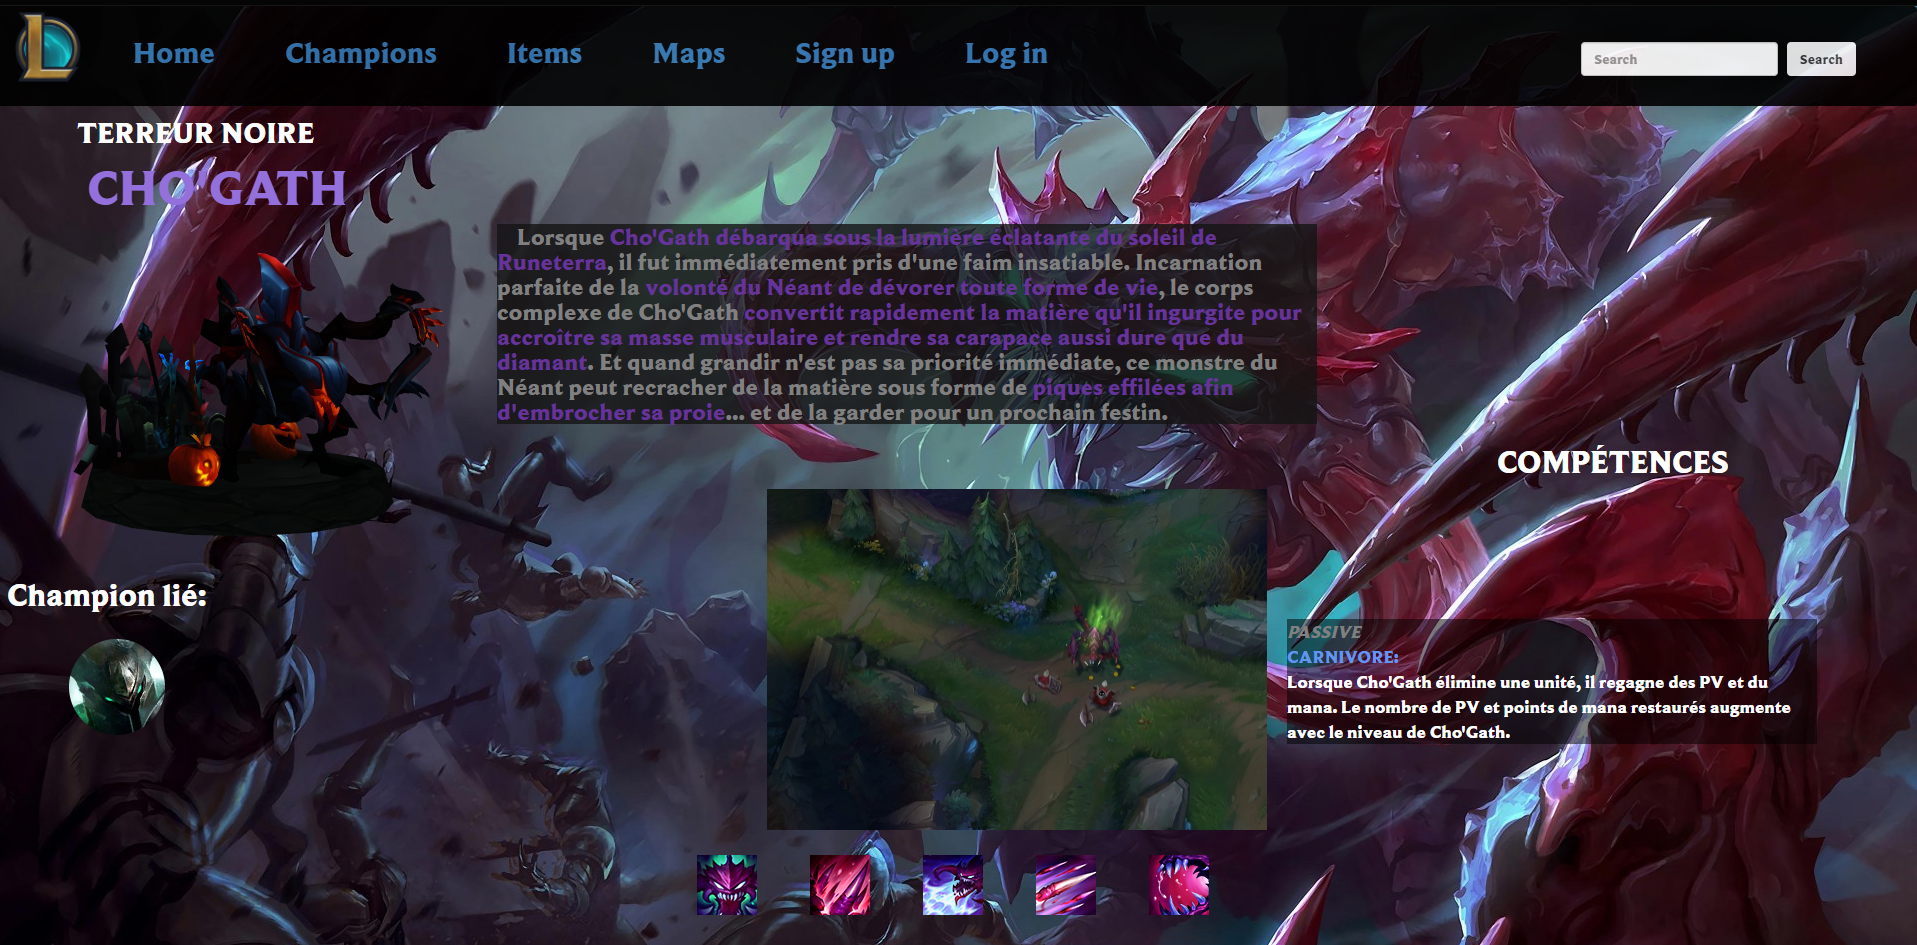 Home Champions Items Maps Sign up Log in Search Search
TERREUR NOIRE
CHO'GATH
Lorsque Cho'Gath débarqua sous la lumière éclatante du soleil de
Runeterra, il fut immédiatement pris d'une faim insatiable. Incarnation
parfaite de la volonté du Néant de dévorer toute forme de vie, le corps
complexe de Cho'Gath convertit rapidement la matière qu'il ingurgite pour
accroître sa masse musculaire et rendre sa carapace aussi dure que du
diamant. Et quand grandir n'est pas sa priorité immédiate, ce monstre du
Néant peut recracher de la matière sous forme de piques effilées afin
d'embrocher sa proie... et de la garder pour un prochain festin.
COMPÉTENCES
Champion lié:
PASSIVE
CARNIVORE:
Lorsque Cho'Gath élimine une unité, il regagne des PV et du
mana. Le nombre de PV et points de mana restaurés augmente
avec le niveau de Cho'Gath.